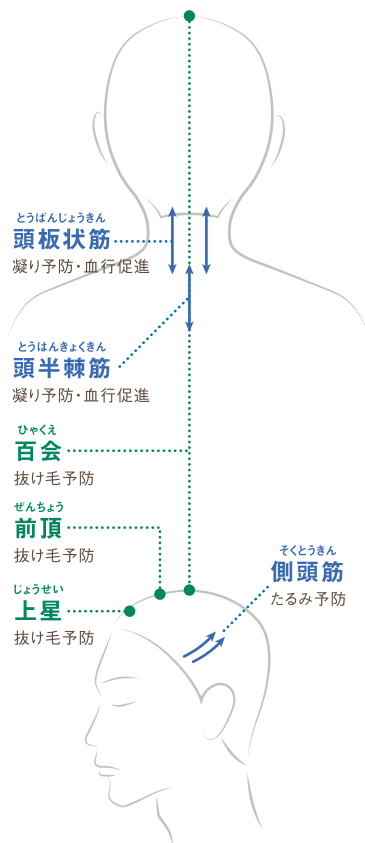 とうばんじょうきん
頭板状筋
凝り予防・血行促進
とうはんきょくきん
頭半棘筋
凝り予防・血行促進
ひゃくえ
百会
抜け毛予防
ぜんちょう
前頂
抜け毛予防
じょうせい
上星
抜け毛予防
そくとうきん
側頭筋
たるみ予防